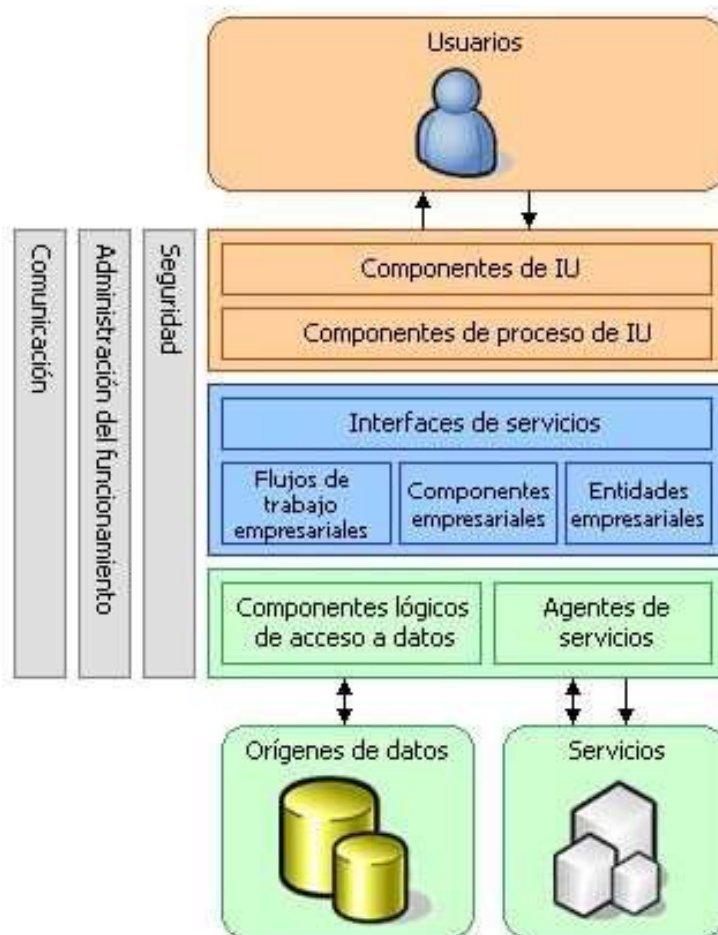 Usuarios
Comunicación
Administración del funcionamiento
Seguridad
Componentes de IU
Componentes de proceso de IU
Interfaces de servicios
Flujos de
trabajo
empresariales
Componentes
empresariales
Entidades
empresariales
Componentes lógicos
de acceso a datos
Agentes de
servicios
Orígenes de datos
Servicios